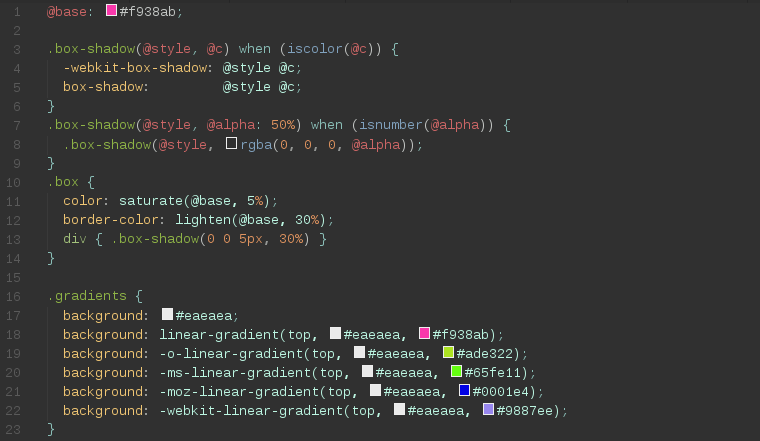 1 @base: #f938ab;
2
3 .box-shadow(@style, @c) when (iscolor(@c)) {
4   -webkit-box-shadow: @style @c;
5   box-shadow:         @style @c;
6 }
7 .box-shadow(@style, @alpha: 50%) when (isnumber(@alpha)) {
8   .box-shadow(@style, rgba(0, 0, 0, @alpha));
9 }
10 .box {
11   color: saturate(@base, 5%);
12   border-color: lighten(@base, 30%);
13   div { .box-shadow(0 0 5px, 30%) }
14 }
15
16 .gradients {
17   background: #eaeaea;
18   background: linear-gradient(top, #eaeaea, #f938ab);
19   background: -o-linear-gradient(top, #eaeaea, #ade322);
20   background: -ms-linear-gradient(top, #eaeaea, #65fe11);
21   background: -moz-linear-gradient(top, #eaeaea, #0001e4);
22   background: -webkit-linear-gradient(top, #eaeaea, #9887ee);
23 }